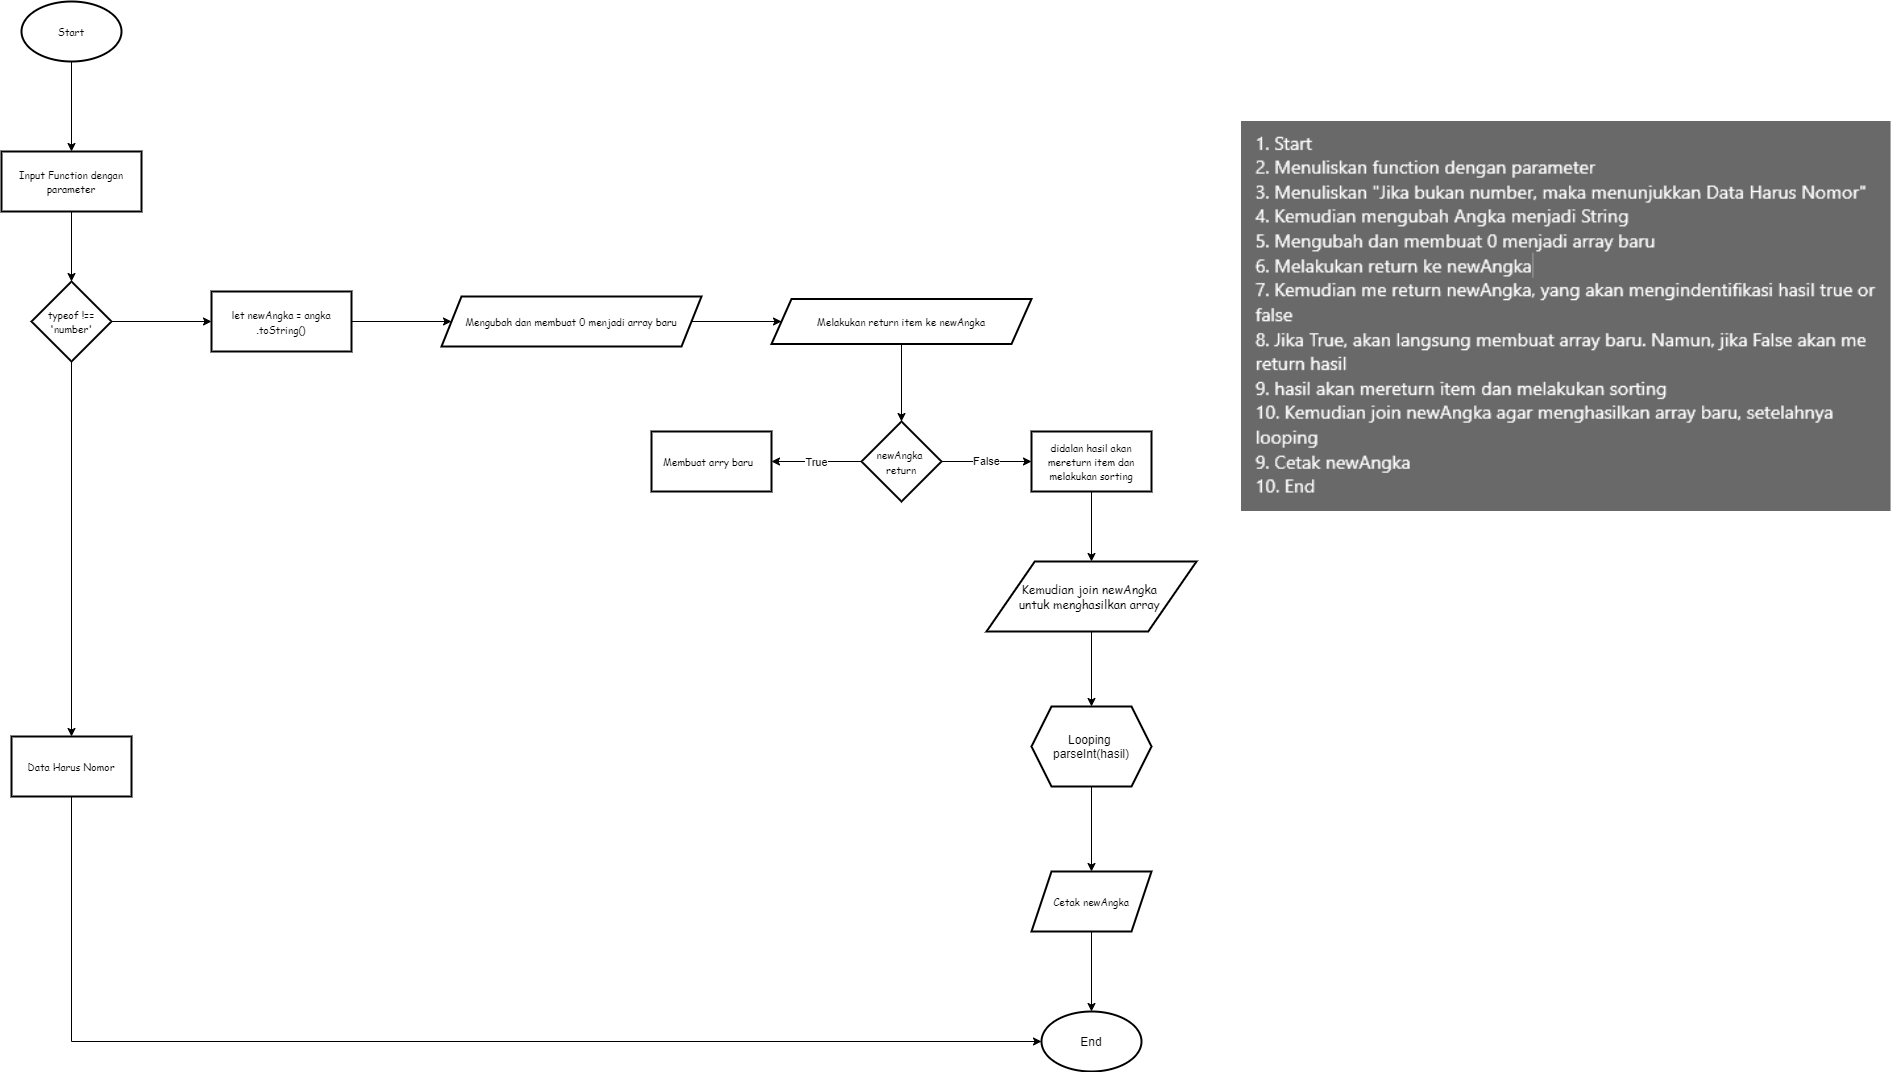 Start
Input Function dengan
parameter
typeof !==
'number'
let newAngka = angka
.toString()
Mengubah dan membuat 0 menjadi array baru
Melakukan return item ke newAngka
newAngka
return
True
Membuat arry baru
False
didalan hasil akan
mereturn item dan
melakukan sorting
Kemudian join newAngka
untuk menghasilkan array
Looping
parseInt(hasil)
Cetak newAngka
Data Harus Nomor
End
1. Start
2. Menuliskan function dengan parameter
3. Menuliskan "Jika bukan number, maka menunjukkan Data Harus Nomor"
4. Kemudian mengubah Angka menjadi String
5. Mengubah dan membuat 0 menjadi array baru
6. Melakukan return ke newAngka
7. Kemudian me return newAngka, yang akan mengindentifikasi hasil true or
false
8. Jika True, akan langsung membuat array baru. Namun, jika False akan me
return hasil
9. hasil akan mereturn item dan melakukan sorting
10. Kemudian join newAngka agar menghasilkan array baru, setelahnya
looping
9. Cetak newAngka
10. End